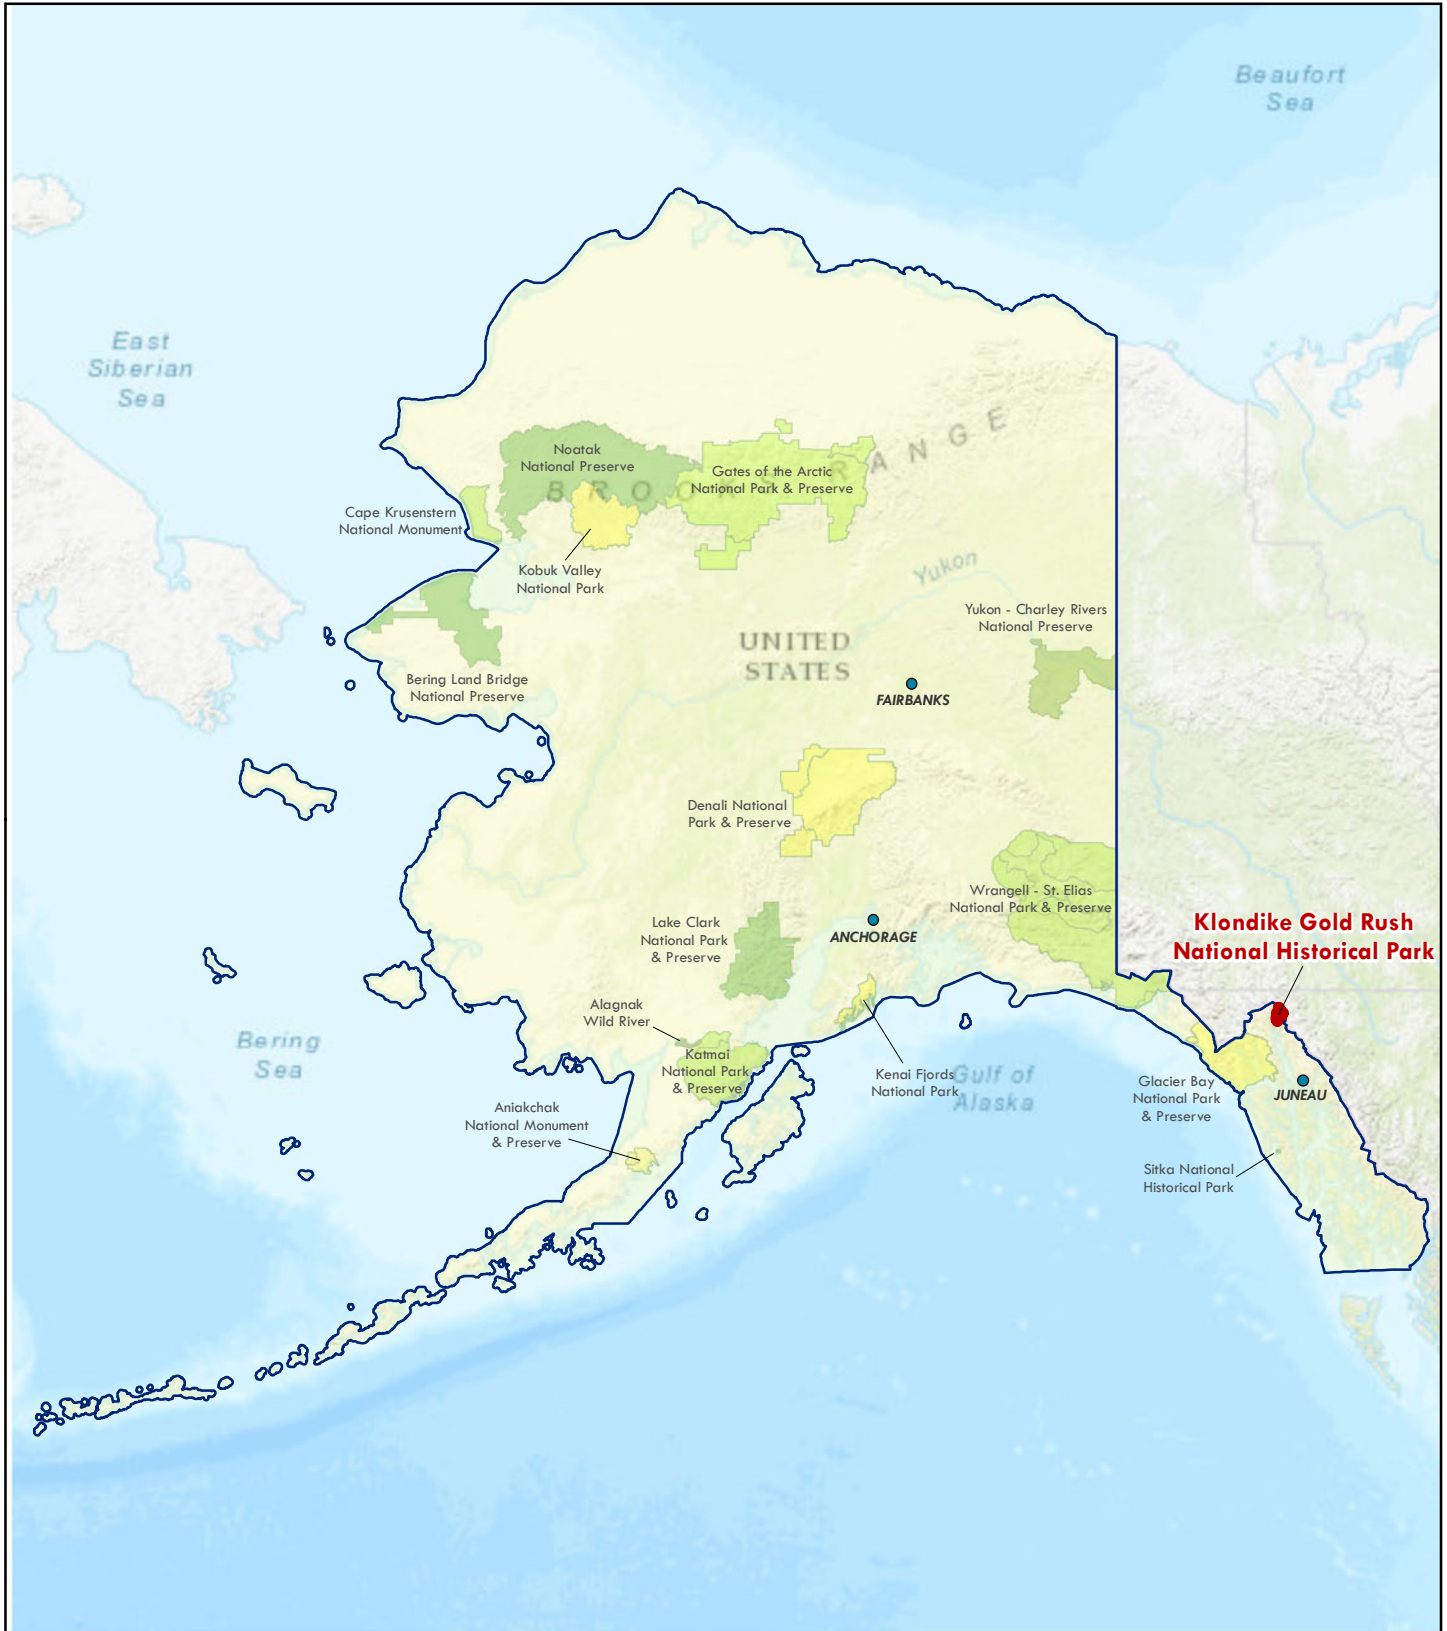 Beaufort
Sea
East
Siberian
Sea
BROOKS RANGE
Noatak
National Preserve
Gates of the Arctic
National Park & Preserve
Cape Krusenstern
National Monument
Kobuk Valley
National Park
Yukon
Yukon - Charley Rivers
National Preserve
UNITED
STATES
Bering Land Bridge
National Preserve
FAIRBANKS
Denali National
Park & Preserve
Wrangell - St. Elias
National Park & Preserve
Lake Clark
National Park
& Preserve
ANCHORAGE
Klondike Gold Rush
National Historical Park
Alagnak
Wild River
Bering
Sea
Katmai
National Park
& Preserve
Kenai Fjords
National Park
Gulf of
Alaska
Glacier Bay
National Park
& Preserve
JUNEAU
Aniakchak
National Monument
& Preserve
Sitka National
Historical Park